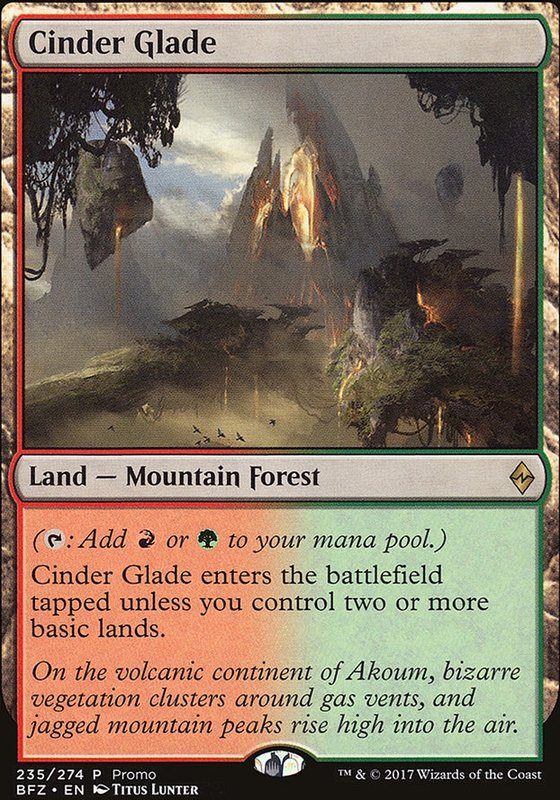 Cinder Glade
Land — Mountain Forest
(: Add or to your mana pool.)
Cinder Glade enters the battlefield
tapped unless you control two or more
basic lands.
On the volcanic continent of Akoum, bizarre
vegetation clusters around gas vents, and
jagged mountain peaks rise high into the air.
235/274 P Promo
BFZ • EN Titus Lunter
™ & © 2017 Wizards of the Coast